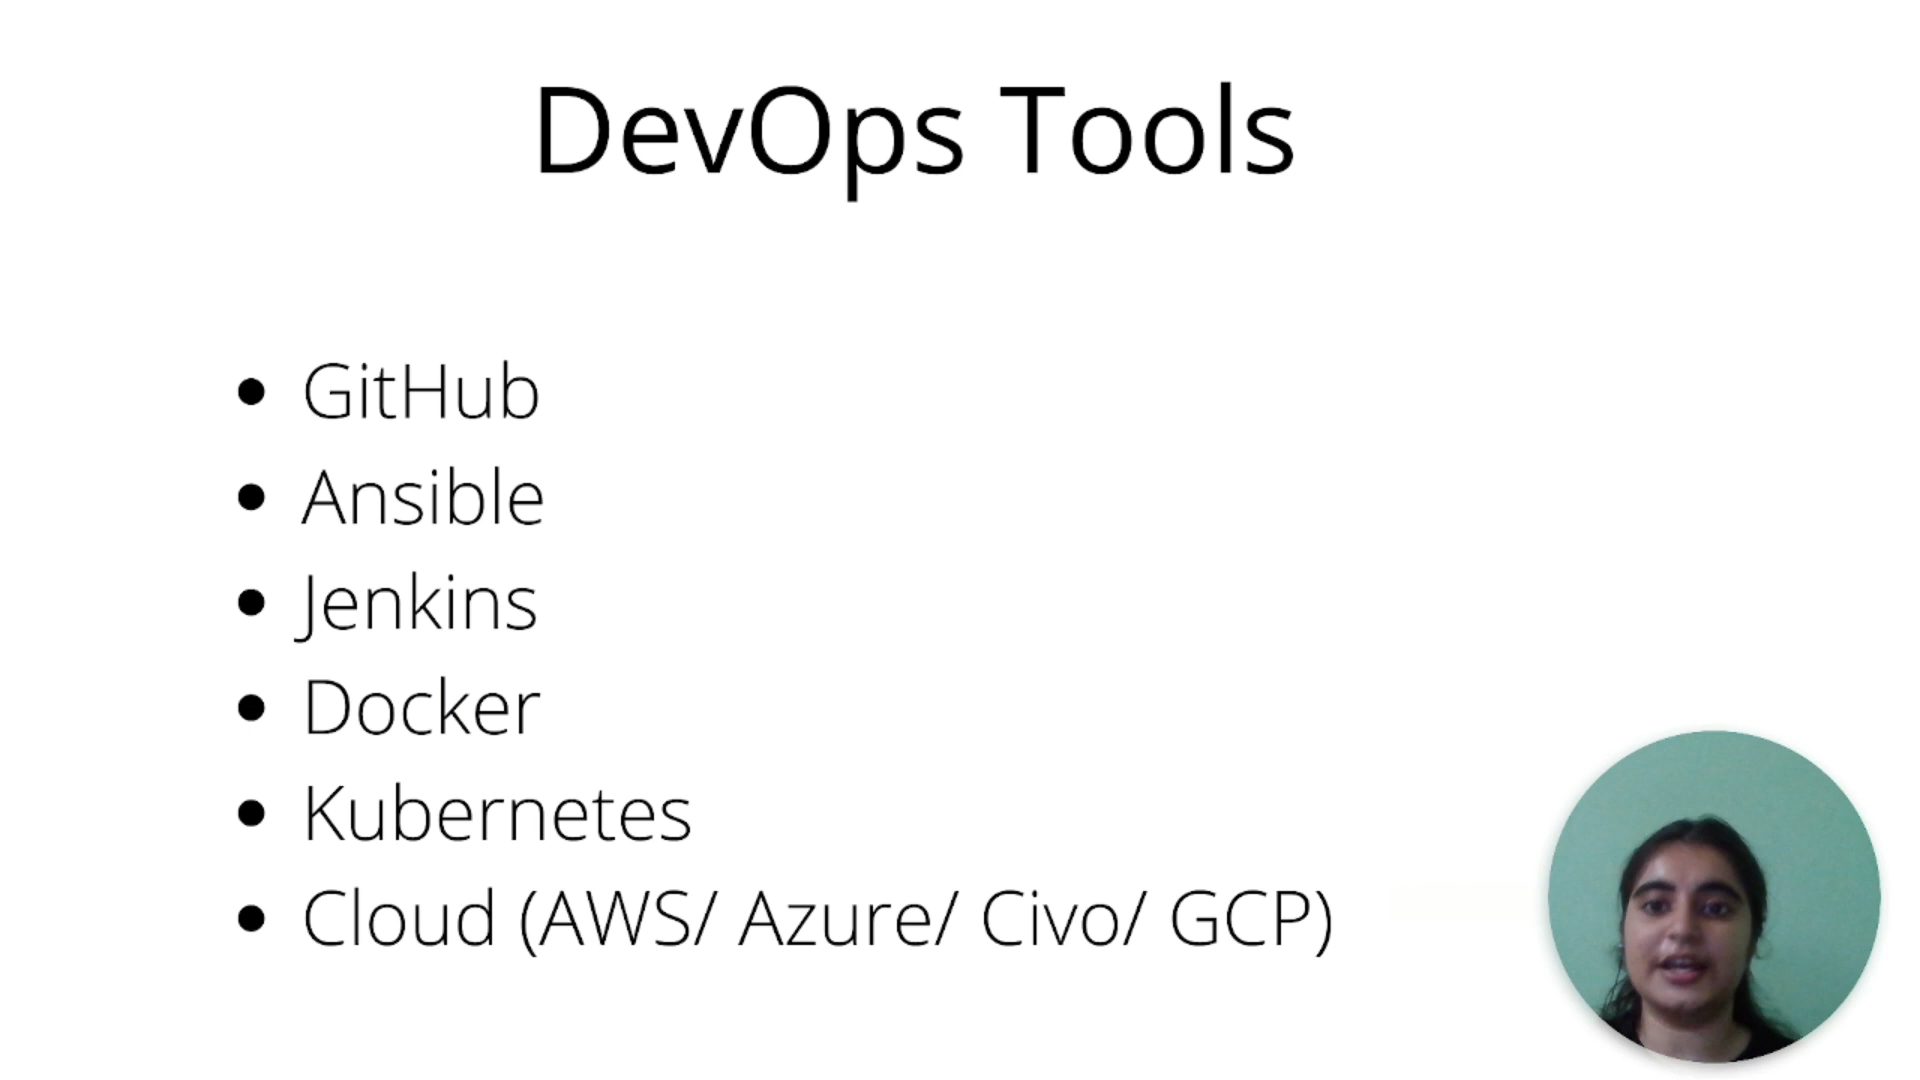 DevOps Tools
GitHub
Ansible
Jenkins
Docker
Kubernetes
Cloud (AWS/ Azure/ Civo/ GCP)